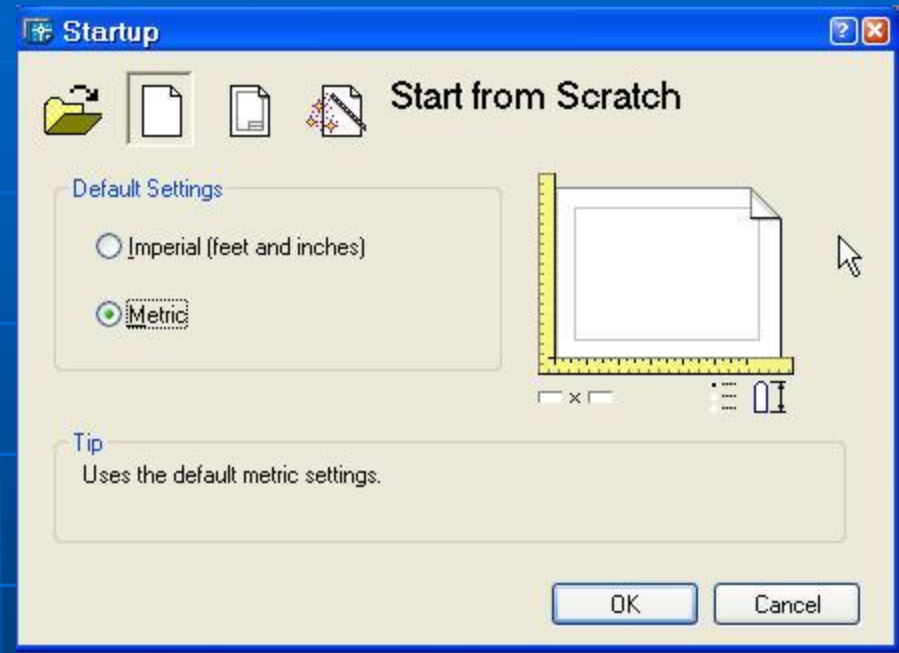 Startup
Start from Scratch
Default Settings
Imperial (feet and inches)
Metric
Tip
Uses the default metric settings.
OK
Cancel